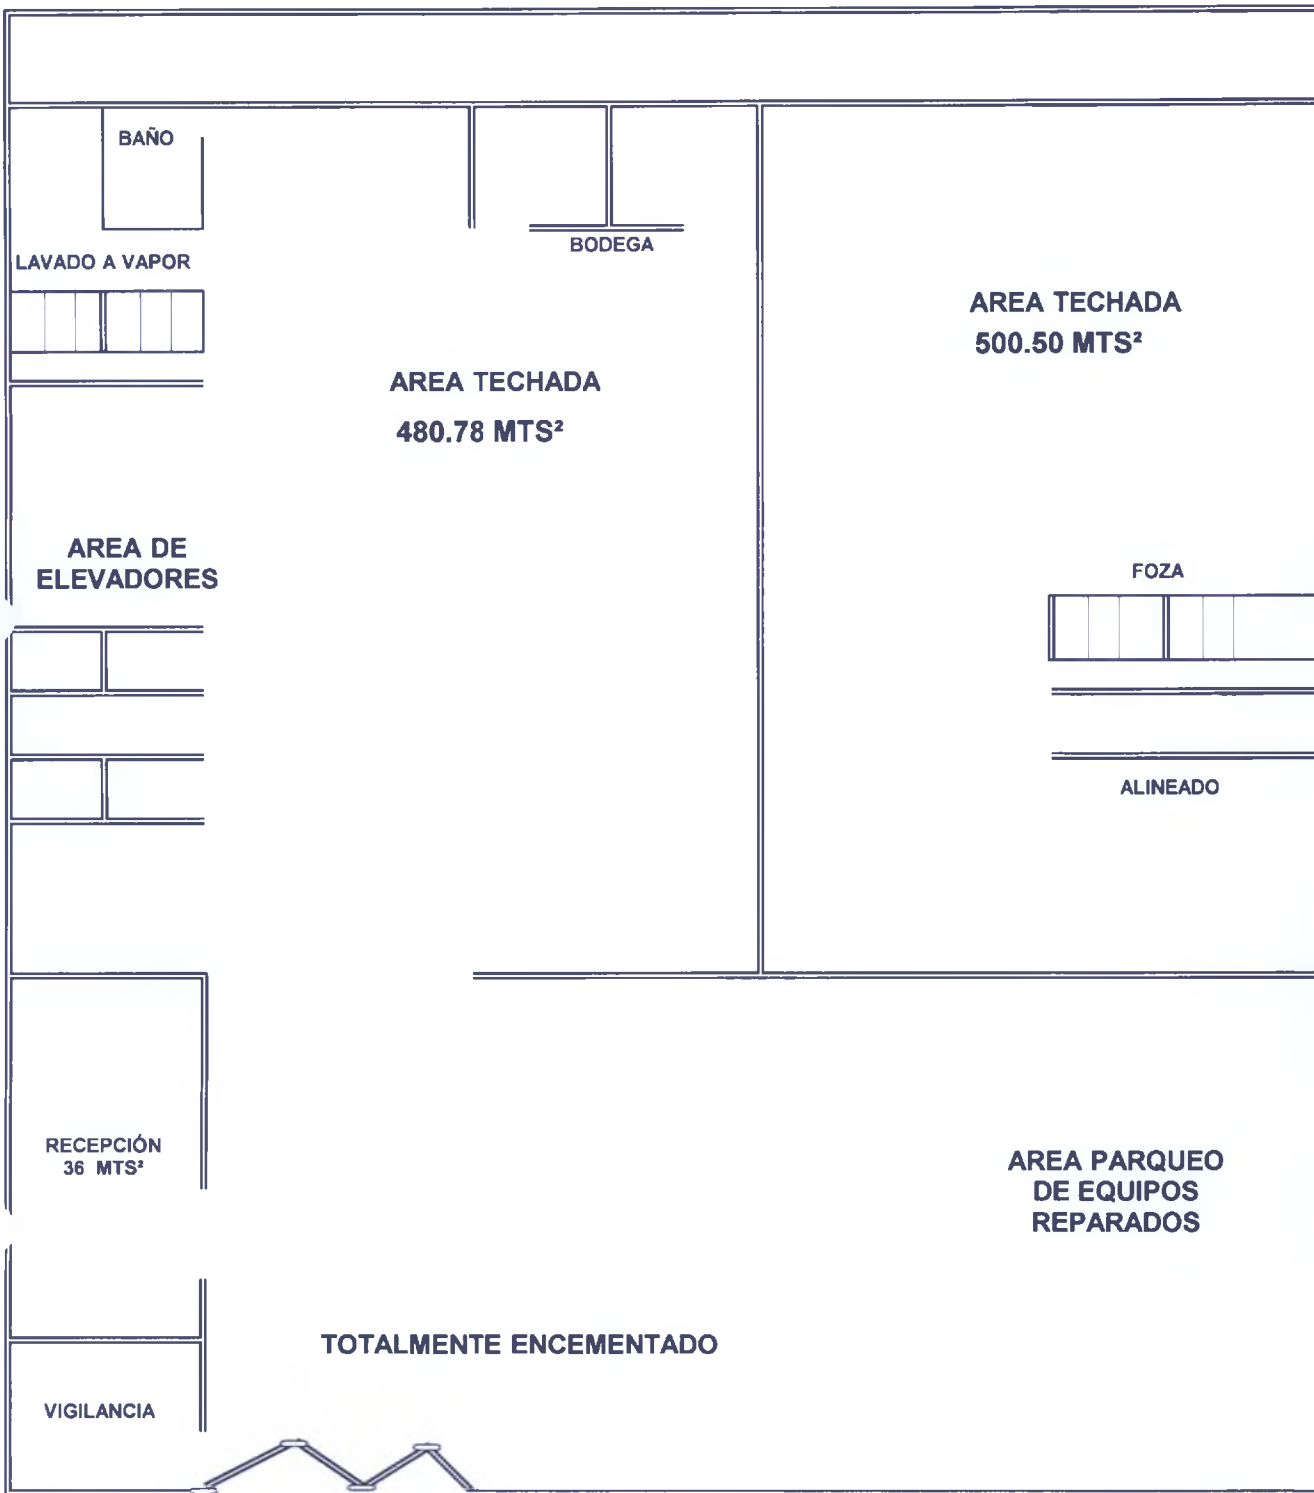 BAÑO
BODEGA
LAVADO A VAPOR
AREA TECHADA
500.50 MTS²
AREA TECHADA
480.78 MTS²
AREA DE
ELEVADORES
FOZA
ALINEADO
RECEPCIÓN
36 MTS²
AREA PARQUEO
DE EQUIPOS
REPARADOS
TOTALMENTE ENCEMENTADO
VIGILANCIA